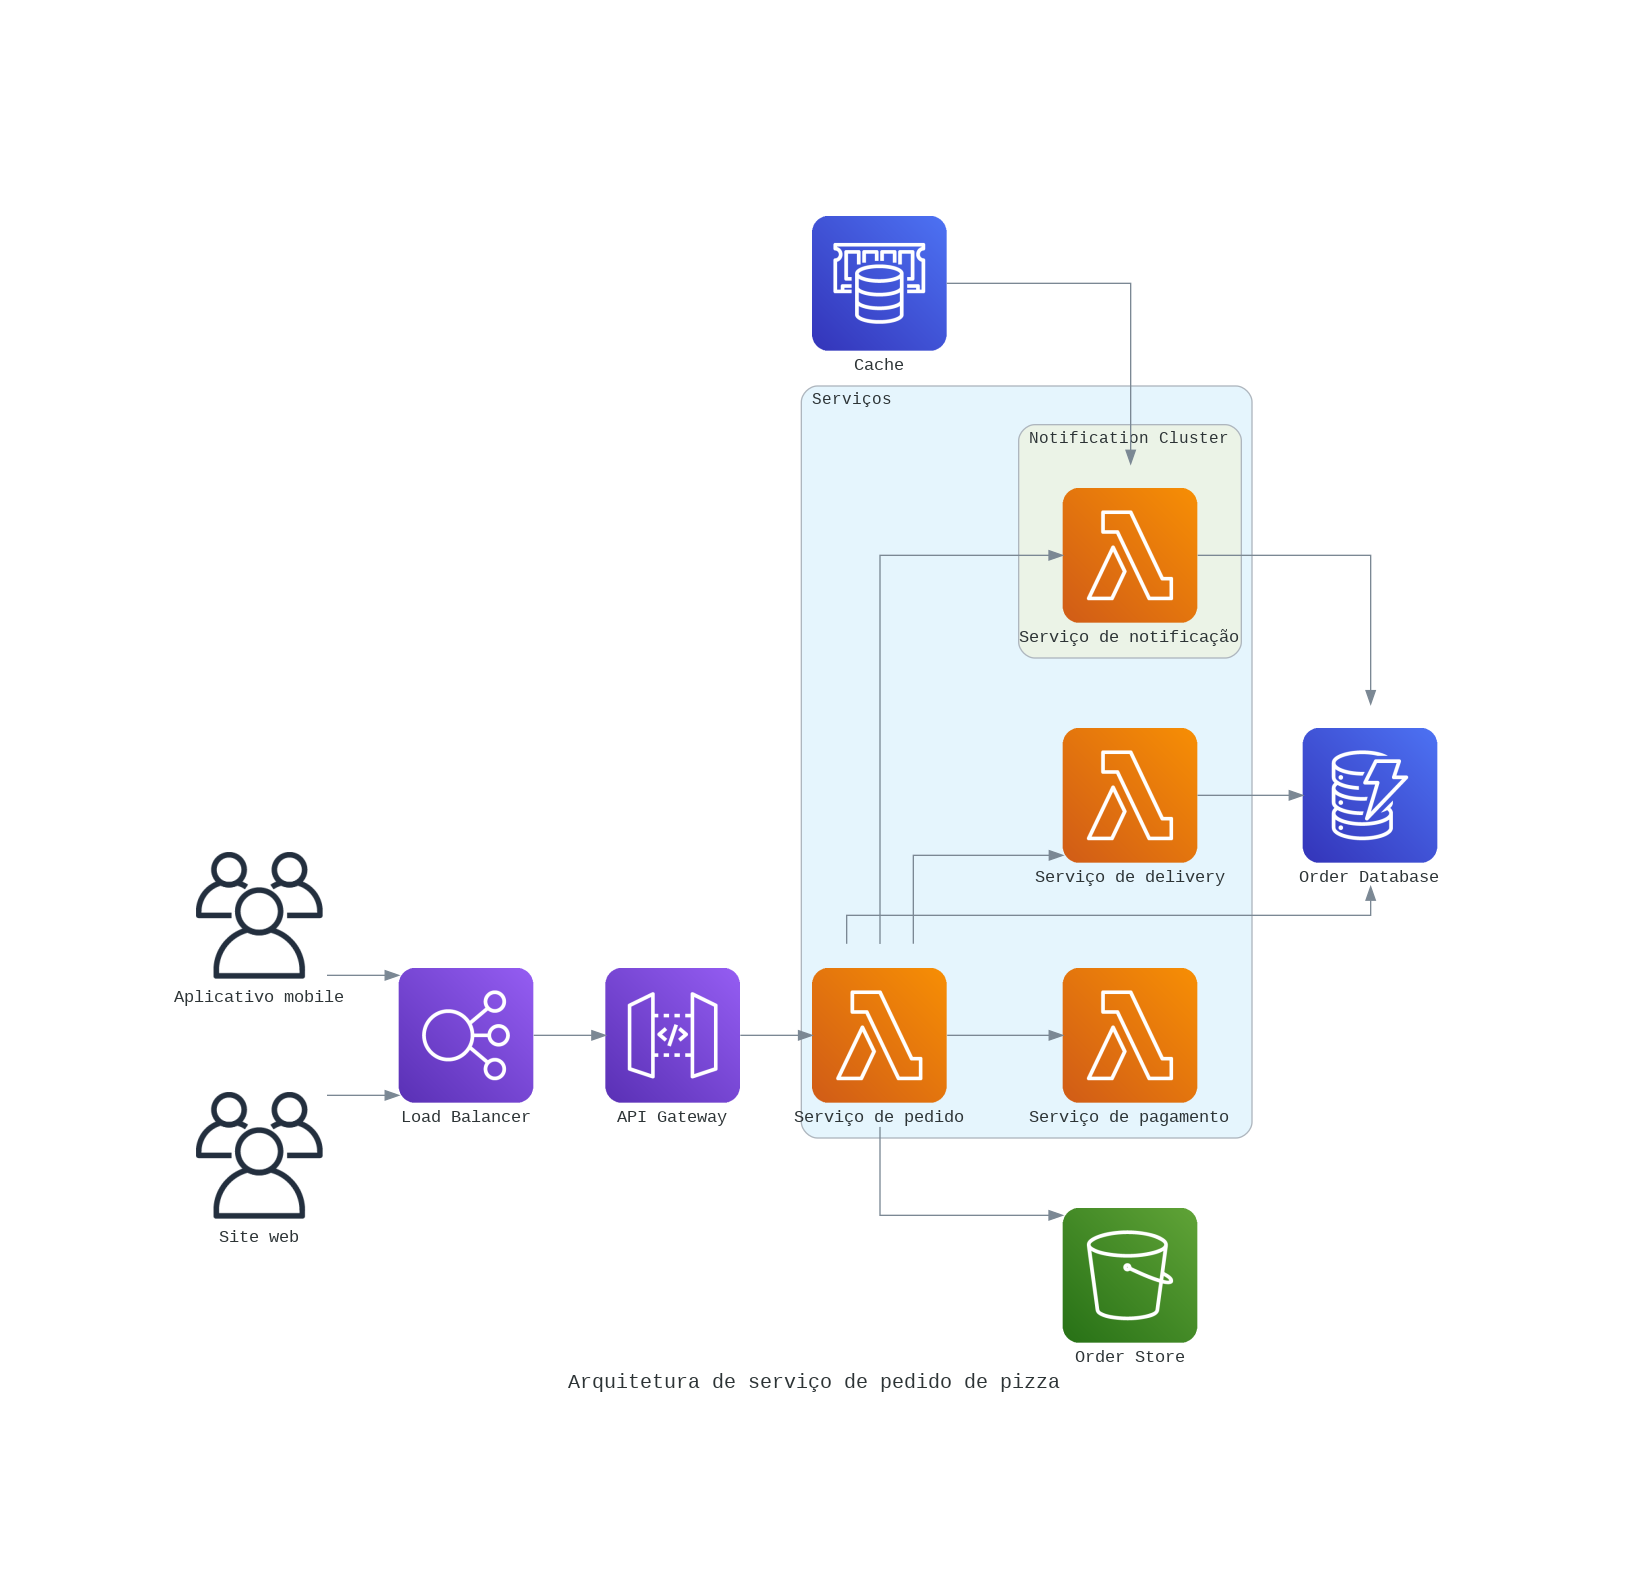 Cache
Serviços
Notification Cluster
Serviço de notificação
Serviço de delivery
Order Database
Aplicativo mobile
Load Balancer
API Gateway
Serviço de pedido
Serviço de pagamento
Site web
Order Store
Arquitetura de serviço de pedido de pizza